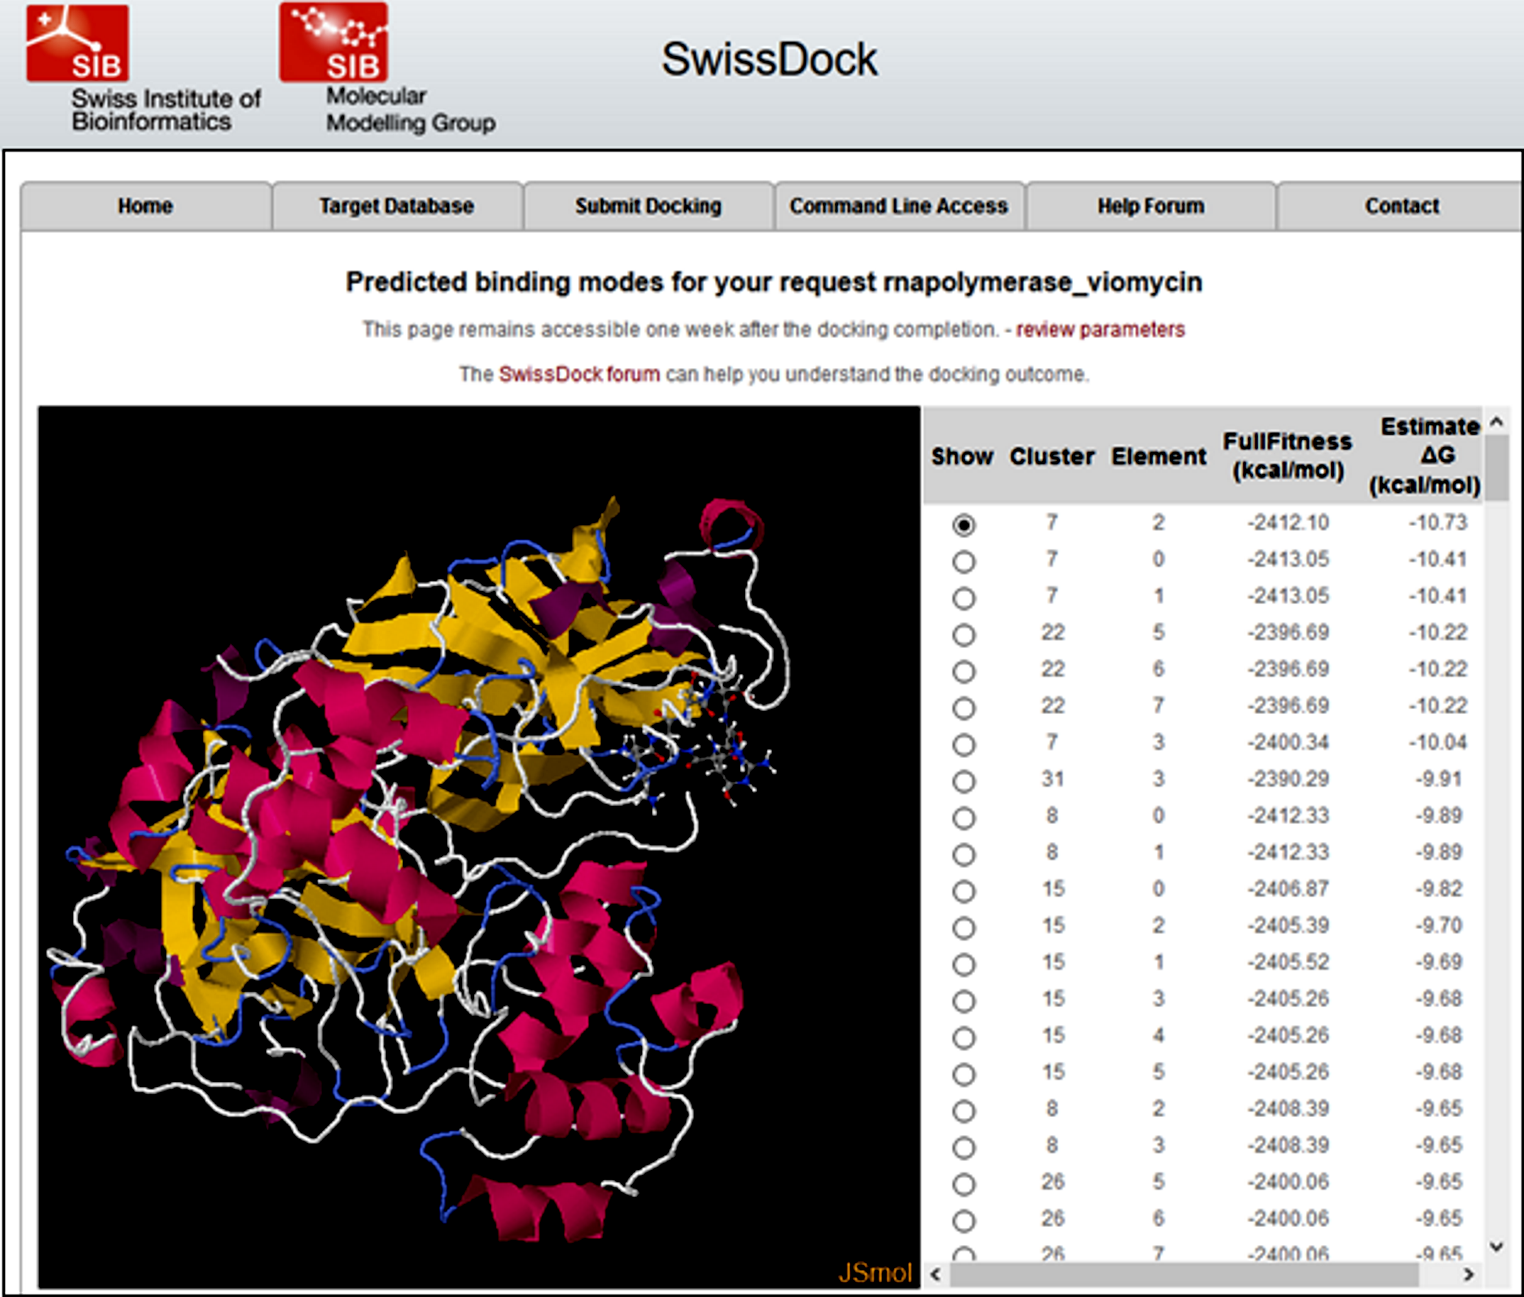 SIB
Swiss Institute of
Bioinformatics
SIB
Molecular
Modelling Group
SwissDock
Home Target Database Submit Docking Command Line Access Help Forum Contact
Predicted binding modes for your request rnapolymerase_viomycin
This page remains accessible one week after the docking completion. - review parameters
The SwissDock forum can help you understand the docking outcome.
Show Cluster Element FullFitness (kcal/mol) Estimate ΔG (kcal/mol)
7 2 -2412.10 -10.73
7 0 -2413.05 -10.41
7 1 -2413.05 -10.41
22 5 -2396.69 -10.22
22 6 -2396.69 -10.22
22 7 -2396.69 -10.22
7 3 -2400.34 -10.04
31 3 -2390.29 -9.91
8 0 -2412.33 -9.89
8 1 -2412.33 -9.89
15 0 -2406.87 -9.82
15 2 -2405.39 -9.70
15 1 -2405.52 -9.69
15 3 -2405.26 -9.68
15 4 -2405.26 -9.68
15 5 -2405.26 -9.68
8 2 -2408.39 -9.65
8 3 -2408.39 -9.65
26 5 -2400.06 -9.65
26 6 -2400.06 -9.65
26 7 -2400.06 -9.65
JSmol